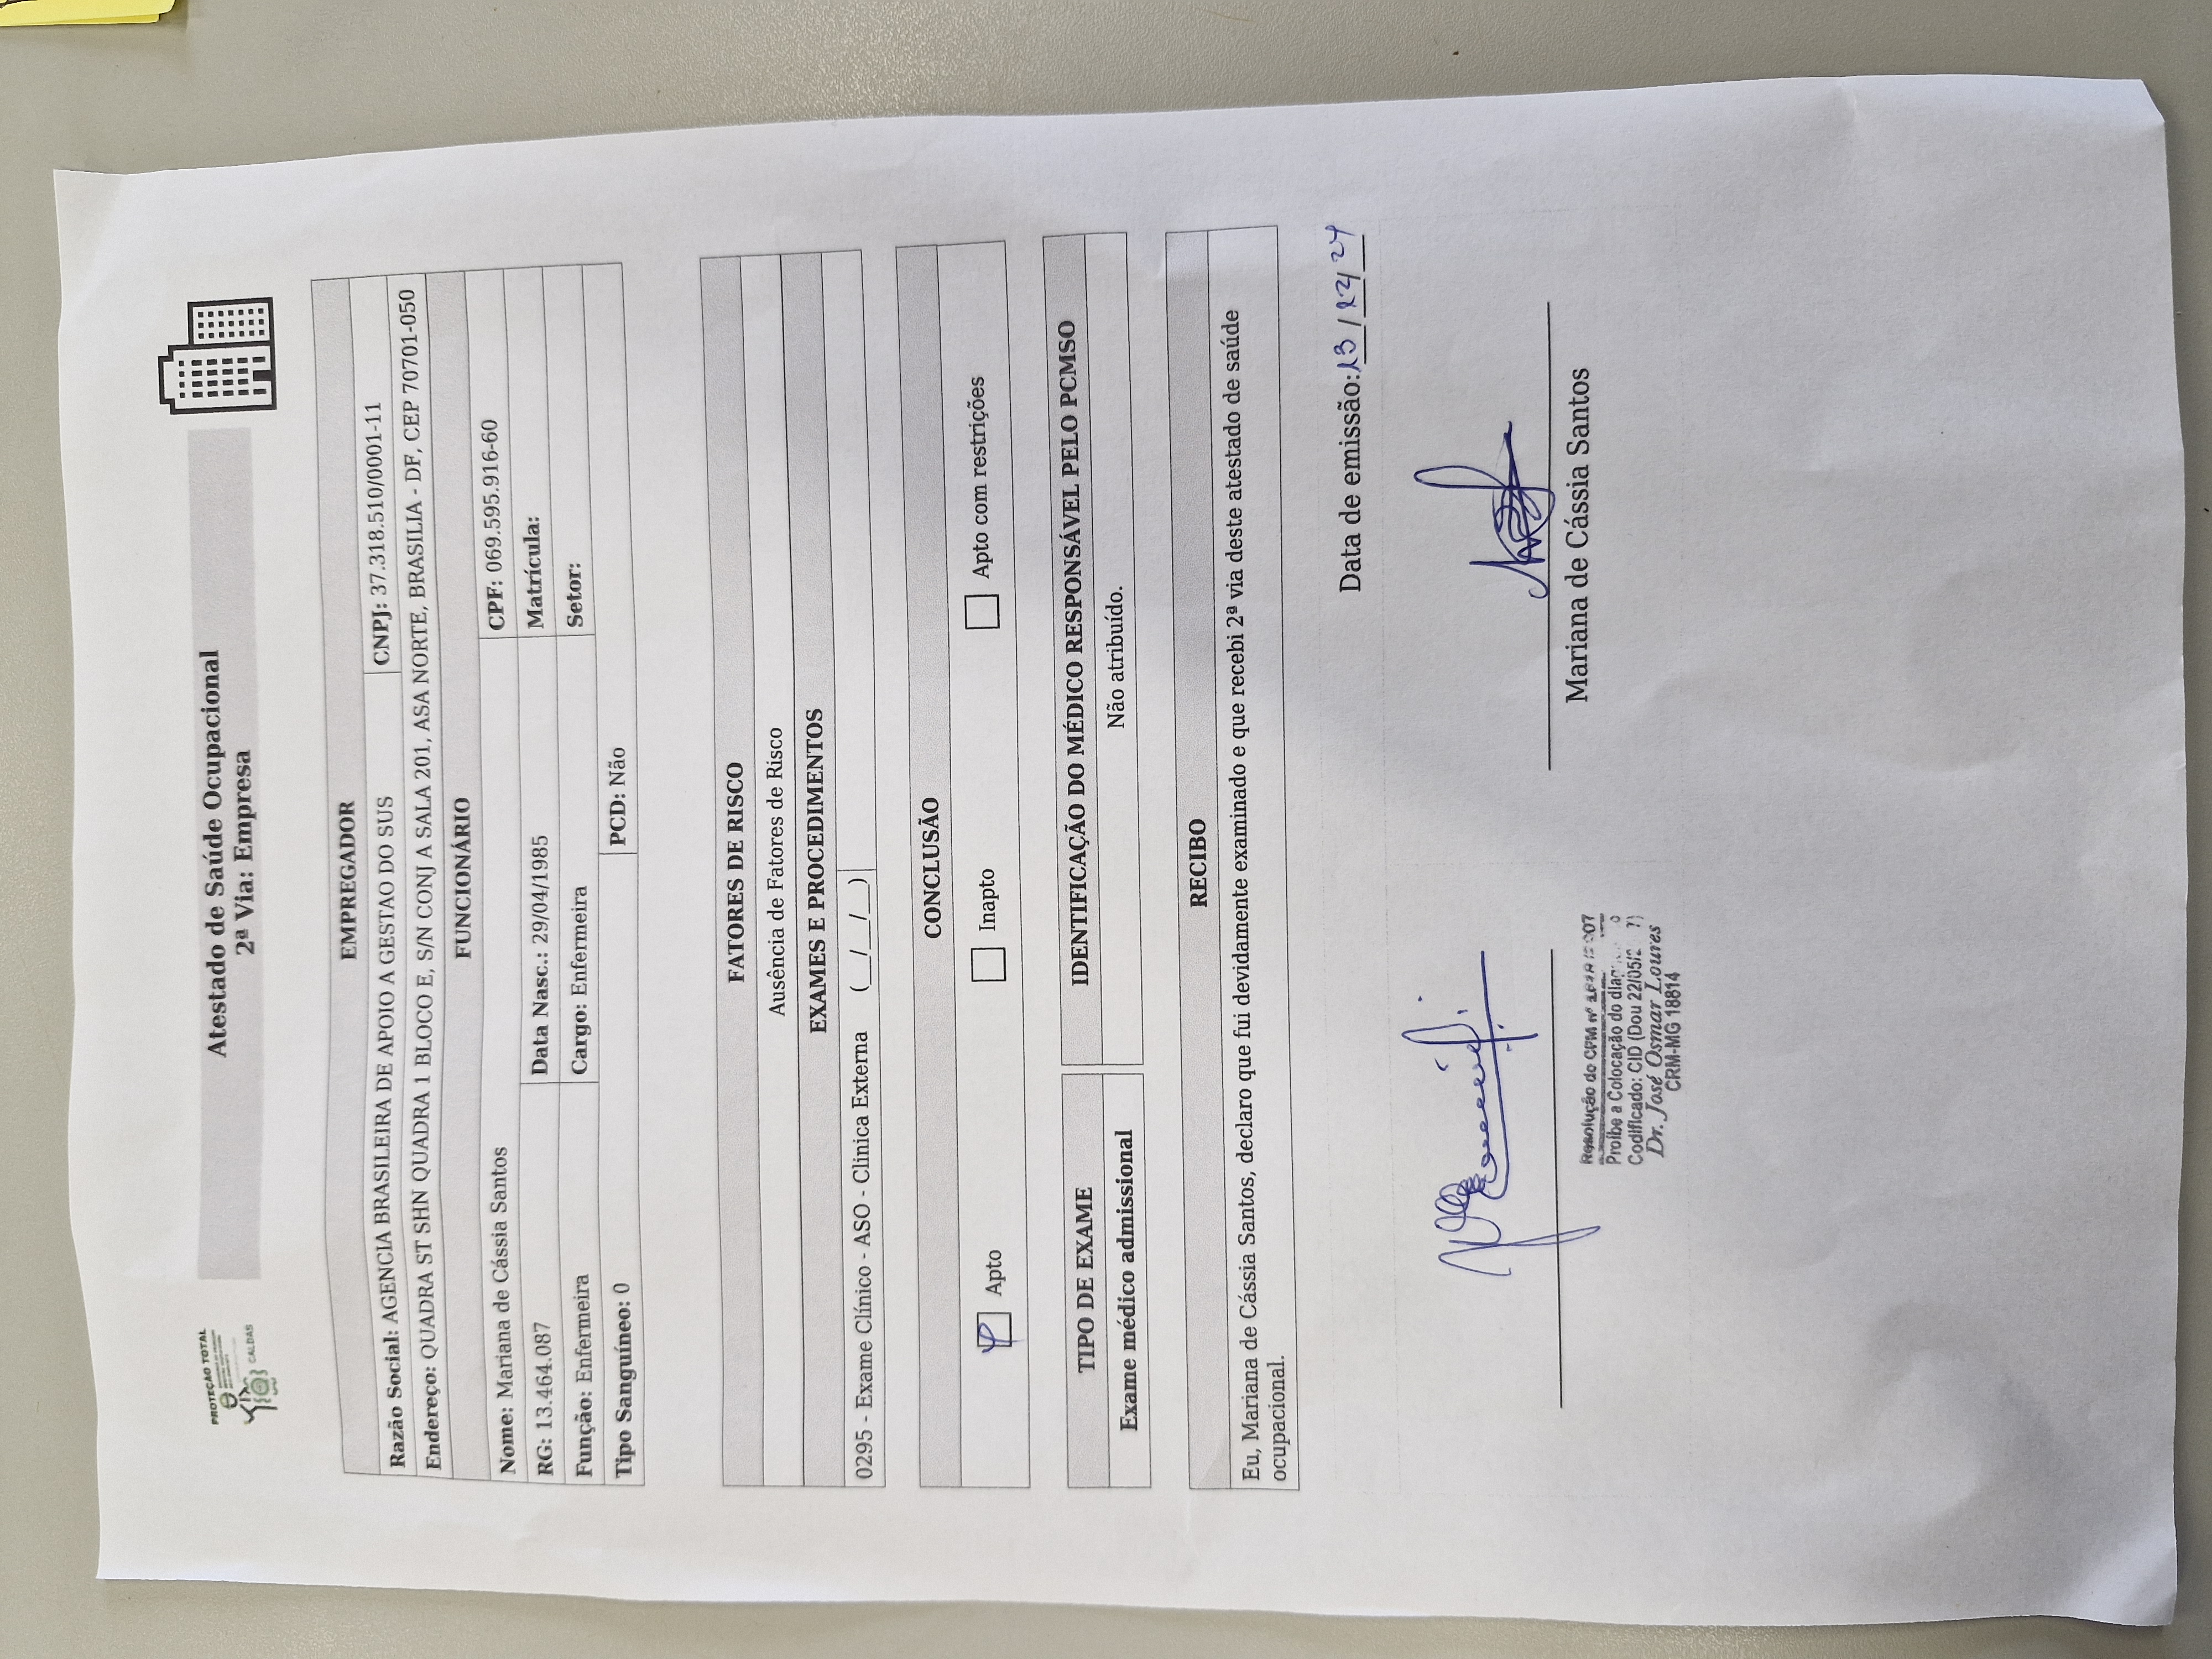 PROTEÇÃO TOTAL
CALDAS
Atestado de Saúde Ocupacional
2ª Via: Empresa
EMPREGADOR
Razão Social: AGENCIA BRASILEIRA DE APOIO A GESTAO DO SUS CNPJ: 37.318.510/0001-11
Endereço: QUADRA ST SHN QUADRA 1 BLOCO E, S/N CONJ A SALA 201, ASA NORTE, BRASILIA - DF, CEP 70701-050
FUNCIONÁRIO
Nome: Mariana de Cássia Santos CPF: 069.595.916-60
RG: 13.464.087 Data Nasc.: 29/04/1985 Matrícula:
Função: Enfermeira Cargo: Enfermeira Setor:
Tipo Sanguíneo: 0 PCD: Não
FATORES DE RISCO
Ausência de Fatores de Risco
EXAMES E PROCEDIMENTOS
0295 - Exame Clínico - ASO - Clinica Externa (__/__/__)
CONCLUSÃO
Apto Inapto Apto com restrições
TIPO DE EXAME IDENTIFICAÇÃO DO MÉDICO RESPONSÁVEL PELO PCMSO
Exame médico admissional Não atribuído.
RECIBO
Eu, Mariana de Cássia Santos, declaro que fui devidamente examinado e que recebi 2ª via deste atestado de saúde
ocupacional.
Data de emissão: 13/12/24
Mariana de Cássia Santos
Resolução do CPM nº
Proíbe a Colocação do
Codificado: CID (Dou
Dr. José Osmar Loures
CRM-MG 18814